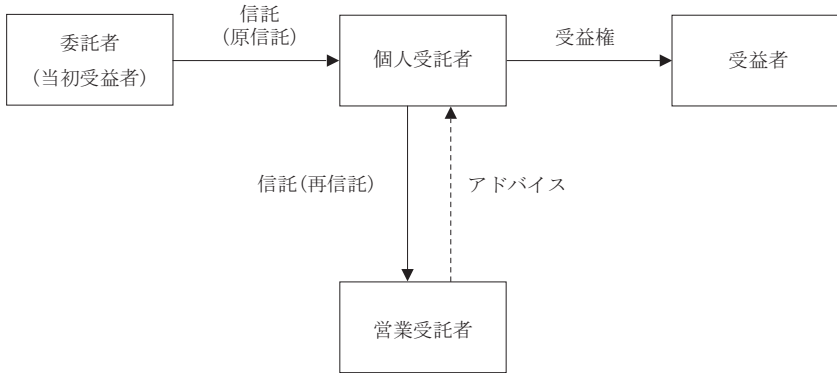 委託者
(当初受益者)
信託
(原信託)
個人受託者
受益権
受益者
信託(再信託)
アドバイス
営業受託者